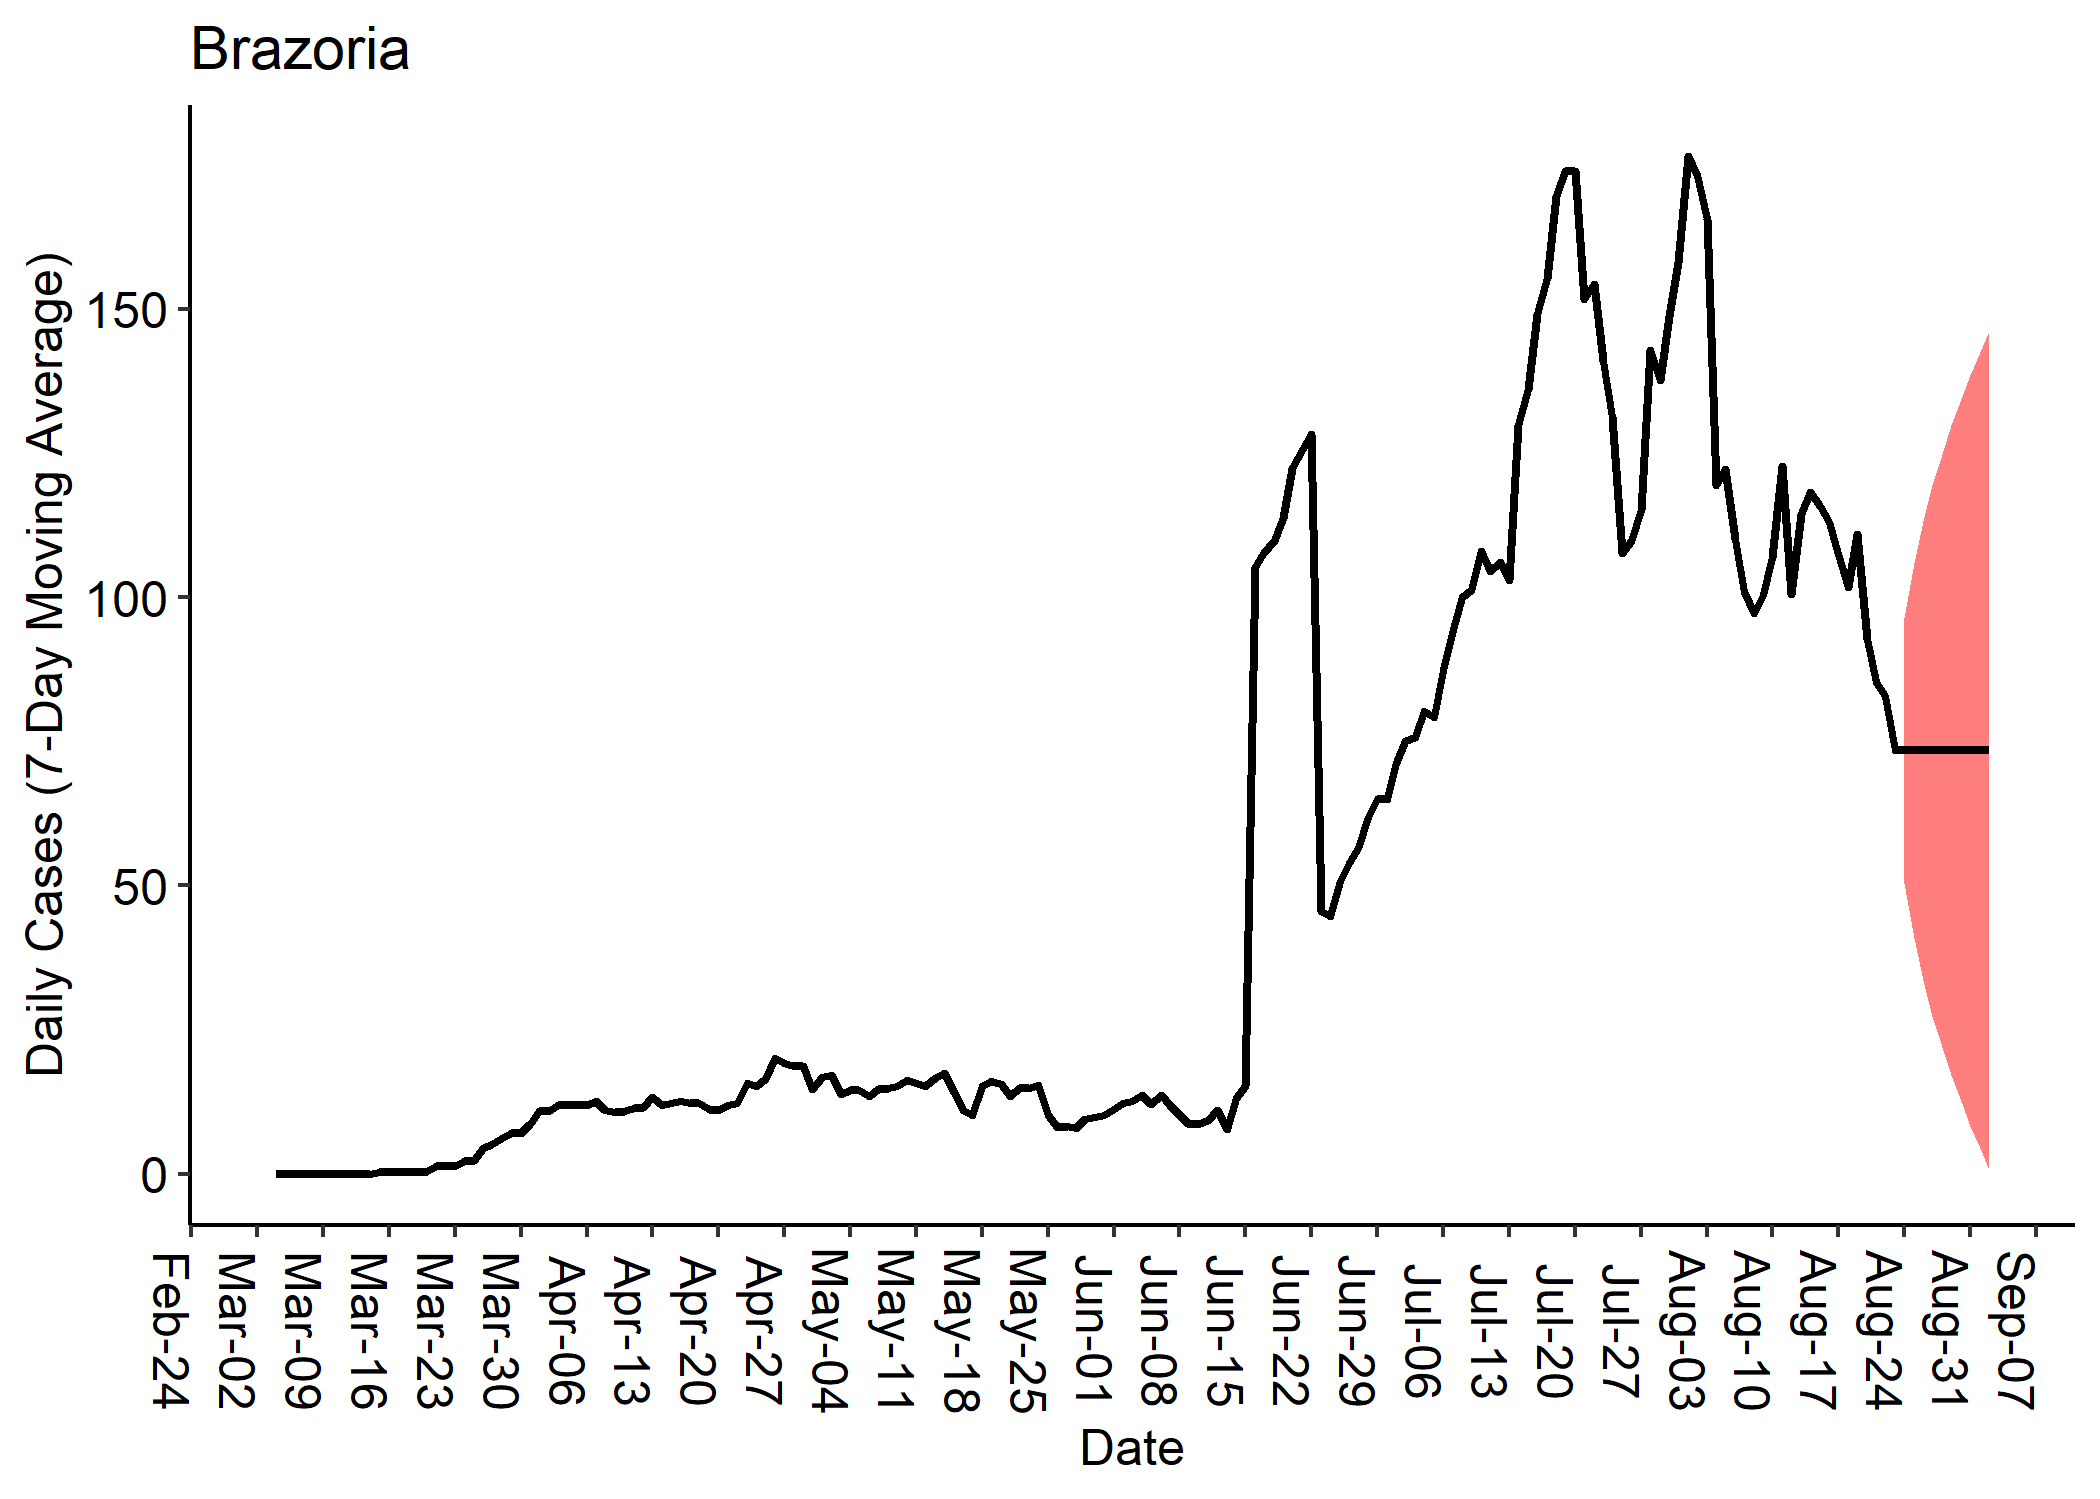 Brazoria
Daily Cases (7-Day Moving Average)
150
100
50
0
Feb-24
Mar-02
Mar-09
Mar-16
Mar-23
Mar-30
Apr-06
Apr-13
Apr-20
Apr-27
May-04
May-11
May-18
May-25
Jun-01
Jun-08
Jun-15
Jun-22
Jun-29
Jul-06
Jul-13
Jul-20
Jul-27
Aug-03
Aug-10
Aug-17
Aug-24
Aug-31
Sep-07
Date